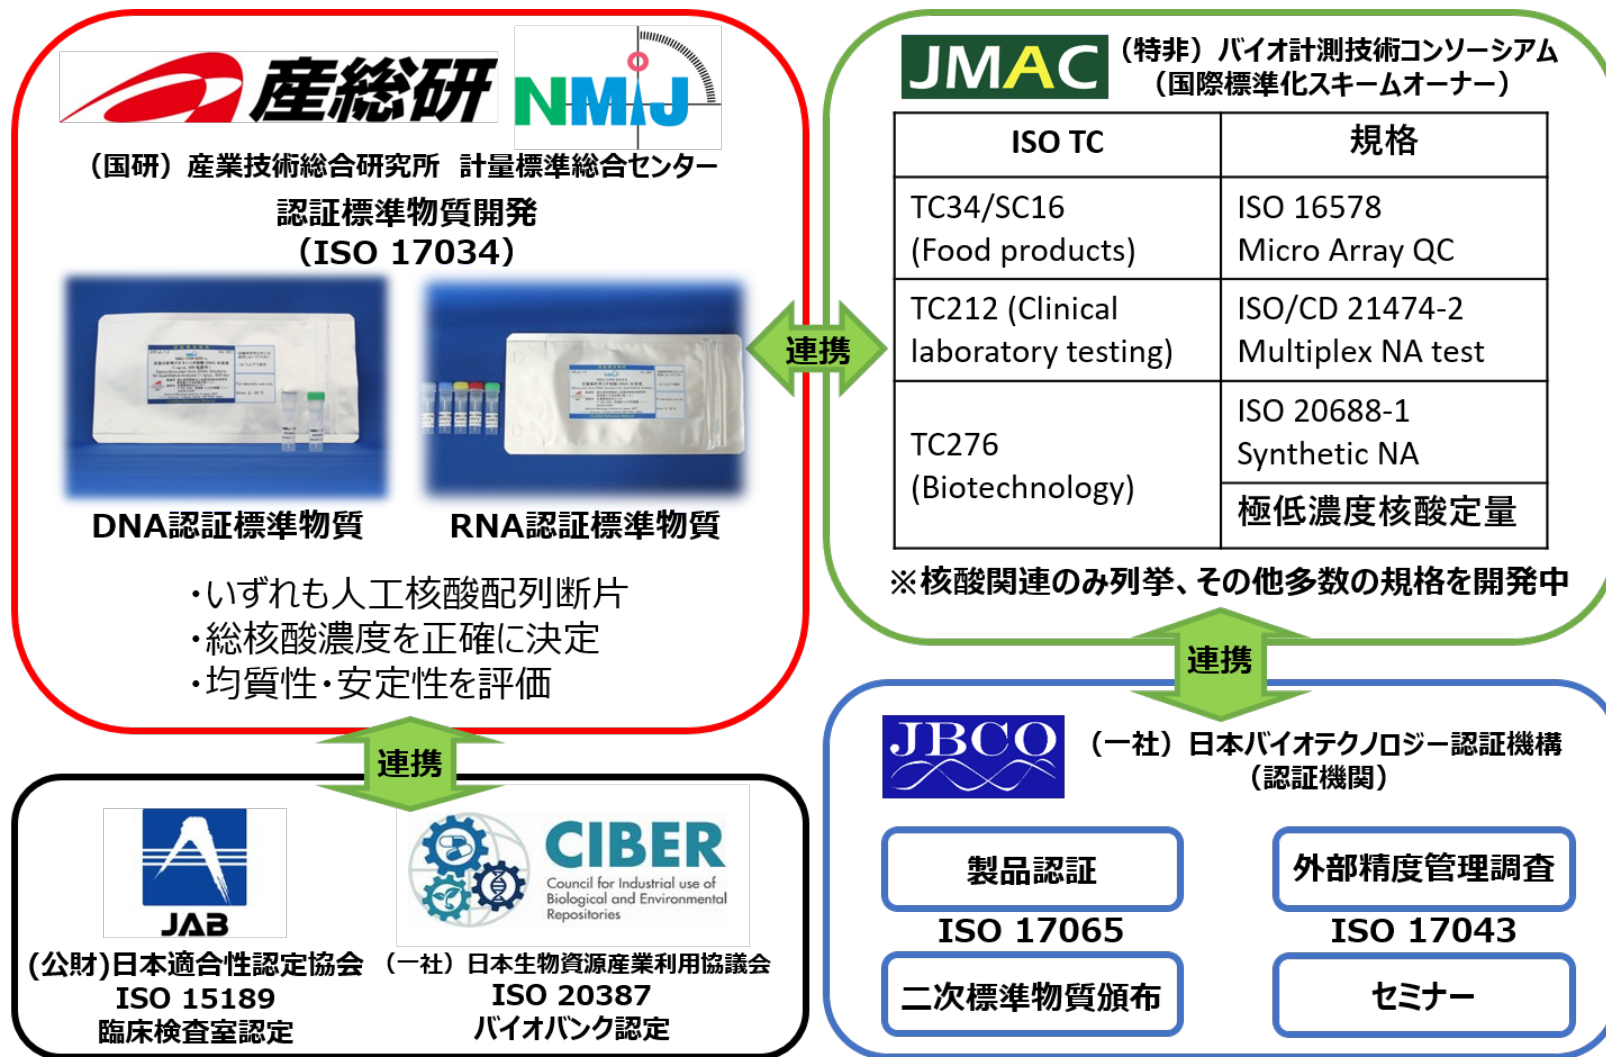 産総研
NMIJ
（国研）産業技術総合研究所 計量標準総合センター
認証標準物質開発
（ISO 17034）
DNA認証標準物質
RNA認証標準物質
・いずれも人工核酸配列断片
・総核酸濃度を正確に決定
・均質性・安定性を評価
連携
JMAC
（特非）バイオ計測技術コンソーシアム
（国際標準化スキームオーナー）
ISO TC
規格
TC34/SC16
(Food products)
ISO 16578
Micro Array QC
TC212 (Clinical
laboratory testing)
ISO/CD 21474-2
Multiplex NA test
TC276
(Biotechnology)
ISO 20688-1
Synthetic NA
極低濃度核酸定量
※核酸関連のみ列挙、その他多数の規格を開発中
連携
連携
JAB
(公財)日本適合性認定協会
ISO 15189
臨床検査室認定
CIBER
Council for Industrial use of
Biological and Environmental
Repositories
（一社）日本生物資源産業利用協議会
ISO 20387
バイオバンク認定
JBCO
（一社）日本バイオテクノロジー認証機構
（認証機関）
製品認証
外部精度管理調査
ISO 17065
ISO 17043
二次標準物質頒布
セミナー